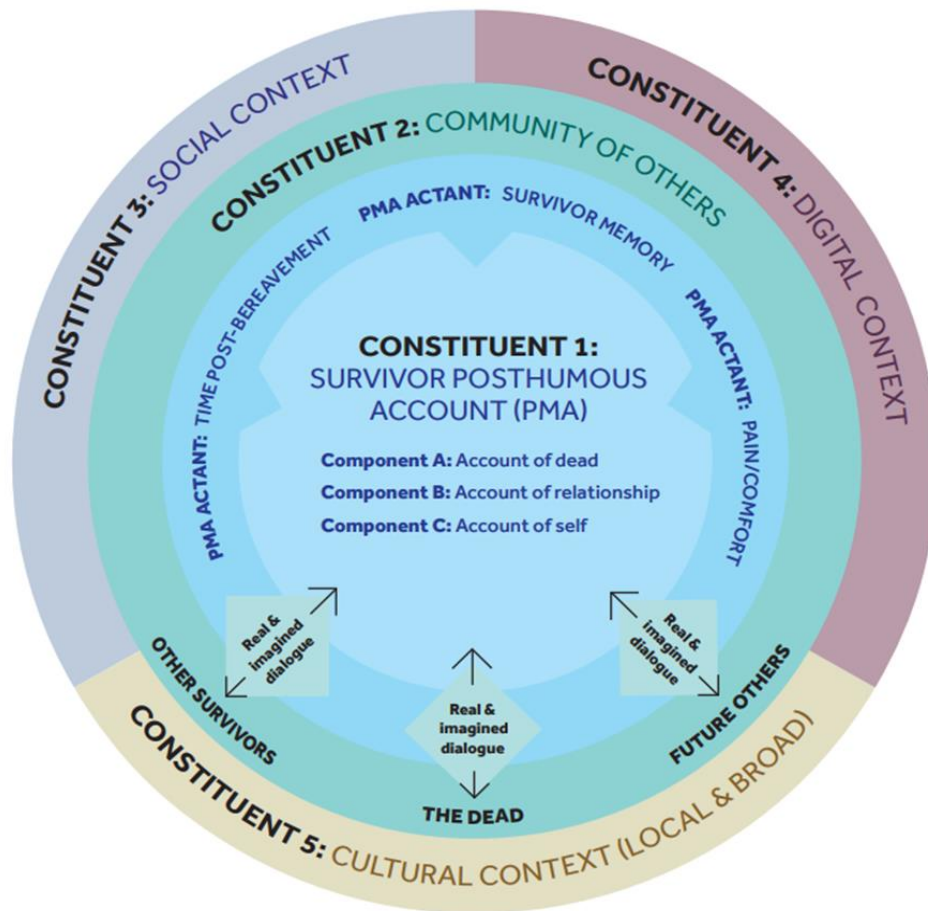 CONSTITUENT 3: SOCIAL CONTEXT
CONSTITUENT 4: DIGITAL CONTEXT
CONSTITUENT 2: COMMUNITY OF OTHERS
PMA ACTANT: TIME POST-BEREAVEMENT
PMA ACTANT: SURVIVOR MEMORY
PMA ACTANT: PAIN/COMFORT
CONSTITUENT 1:
SURVIVOR POSTHUMOUS
ACCOUNT (PMA)
Component A: Account of dead
Component B: Account of relationship
Component C: Account of self
Real &
imagined
dialogue
Real &
imagined
dialogue
Real &
imagined
dialogue
OTHER SURVIVORS
THE DEAD
FUTURE OTHERS
CONSTITUENT 5: CULTURAL CONTEXT (LOCAL & BROAD)